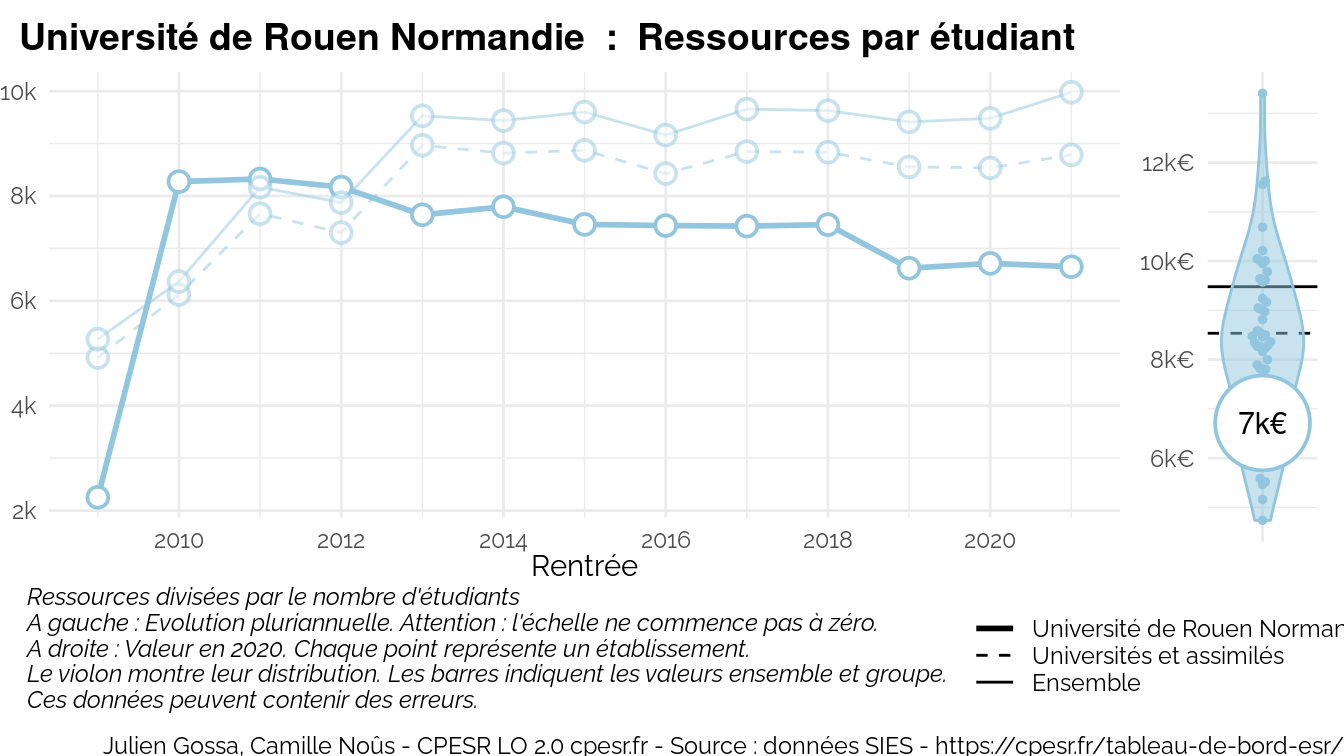 Université de Rouen Normandie : Ressources par étudiant
10k
8k
6k
4k
2k
2010
2012
2014
2016
2018
2020
Rentrée
12k€
10k€
8k€
6k€
7k€
Ressources divisées par le nombre d'étudiants
A gauche : Evolution pluriannuelle. Attention : l'échelle ne commence pas à zéro.
A droite : Valeur en 2020. Chaque point représente un établissement.
Le violon montre leur distribution. Les barres indiquent les valeurs ensemble et groupe.
Ces données peuvent contenir des erreurs.
Université de Rouen Norman
Universités et assimilés
Ensemble
Julien Gossa, Camille Noûs - CPESR LO 2.0 cpesr.fr - Source : données SIES - https://cpesr.fr/tableau-de-bord-esr/